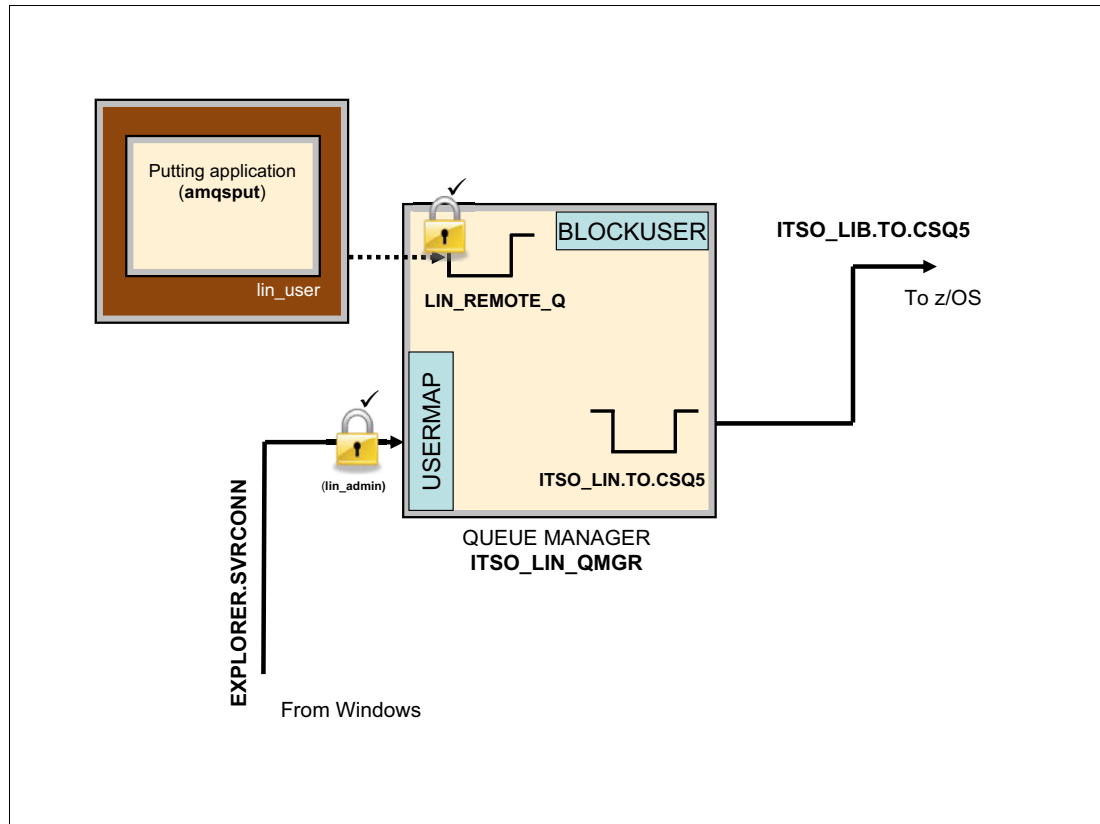 Putting application
(amqsput)
lin_user
BLOCKUSER
LIN_REMOTE_Q
ITSO_LIB.TO.CSQ5
To z/OS
USERMAP
(lin_admin)
ITSO_LIN.TO.CSQ5
QUEUE MANAGER
ITSO_LIN_QMGR
EXPLORER.SVRCONN
From Windows